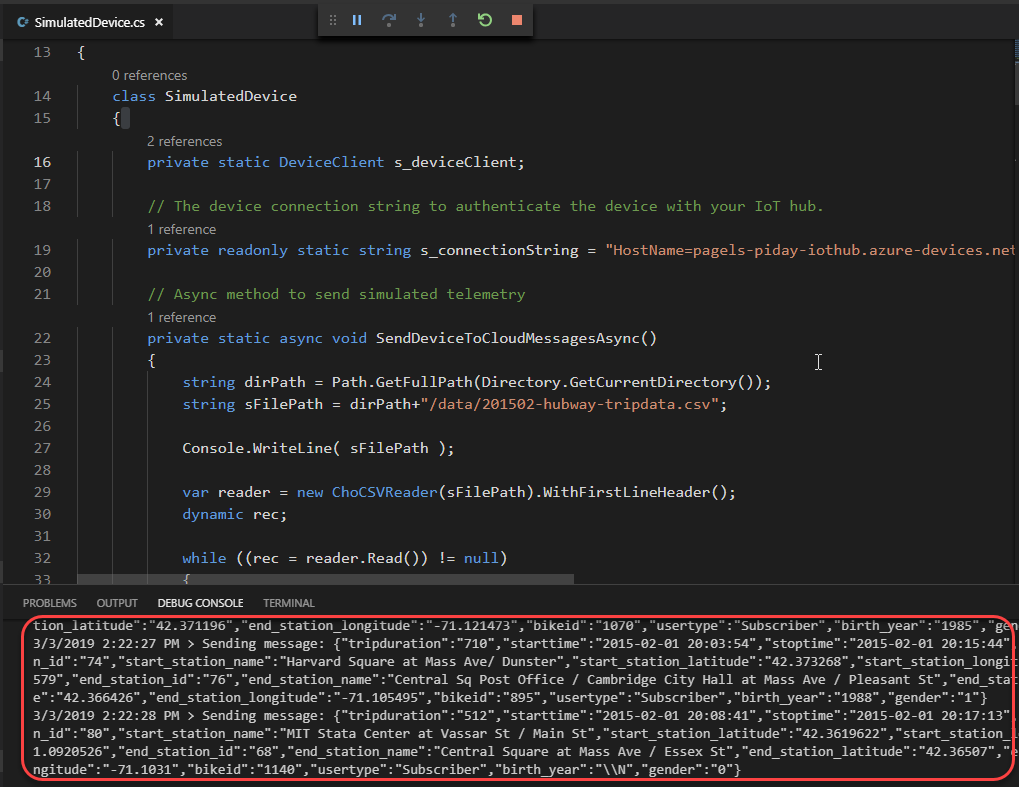 SimulatedDevice.cs
13 {
0 references
14 class SimulatedDevice
15 {
2 references
16 private static DeviceClient s_deviceClient;
17
18 // The device connection string to authenticate the device with your IoT hub.
1 reference
19 private readonly static string s_connectionString = "HostName=pagels-piday-iothub.azure-devices.net
20
21 // Async method to send simulated telemetry
1 reference
22 private static async void SendDeviceToCloudMessagesAsync()
23 {
24 string dirPath = Path.GetFullPath(Directory.GetCurrentDirectory());
25 string sFilePath = dirPath+"/data/201502-hubway-tripdata.csv";
26
27 Console.WriteLine( sFilePath );
28
29 var reader = new ChoCSVReader(sFilePath).WithFirstLineHeader();
30 dynamic rec;
31
32 while ((rec = reader.Read()) != null)
33 {
PROBLEMS OUTPUT DEBUG CONSOLE TERMINAL
tion_latitude":"42.371196","end_station_longitude":"-71.121473","bikeid":"1070","usertype":"Subscriber","birth_year":"1985","gen
3/3/2019 2:22:27 PM > Sending message: {"tripduration":"710","starttime":"2015-02-01 20:03:54","stoptime":"2015-02-01 20:15:44"
n_id":"74","start_station_name":"Harvard Square at Mass Ave/ Dunster","start_station_latitude":"42.373268","start_station_longit
579","end_station_id":"76","end_station_name":"Central Sq Post Office / Cambridge City Hall at Mass Ave / Pleasant St","end_stat
e":"42.366426","end_station_longitude":"-71.105495","bikeid":"895","usertype":"Subscriber","birth_year":"1988","gender":"1"}
3/3/2019 2:22:28 PM > Sending message: {"tripduration":"512","starttime":"2015-02-01 20:08:41","stoptime":"2015-02-01 20:17:13"
n_id":"80","start_station_name":"MIT Stata Center at Vassar St / Main St","start_station_latitude":"42.3619622","start_station_l
1.0920526","end_station_id":"68","end_station_name":"Central Square at Mass Ave / Essex St","end_station_latitude":"42.36507","e
ngitude":"-71.1031","bikeid":"1140","usertype":"Subscriber","birth_year":"\\N","gender":"0"}